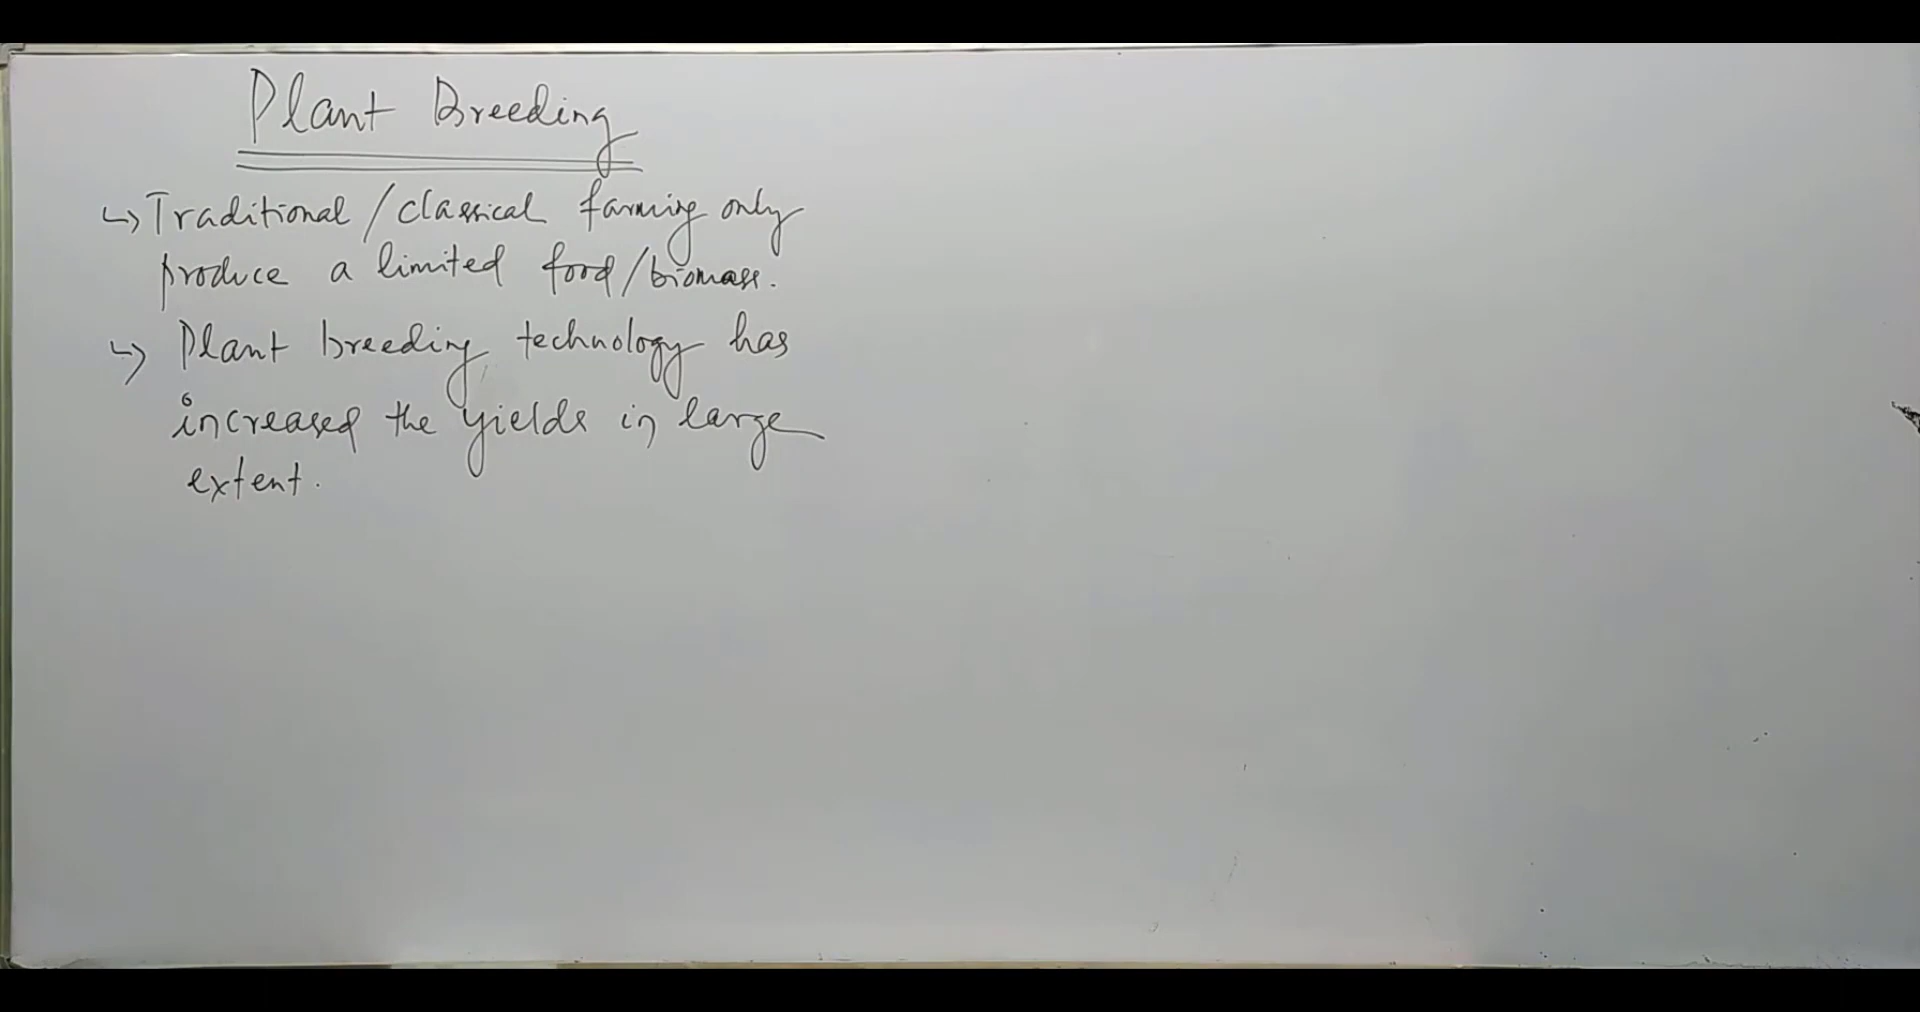 Plant Breeding
↳ Traditional / classical farming only
produce a limited food/biomass.
↳ Plant breeding technology has
increased the yields in large
extent.